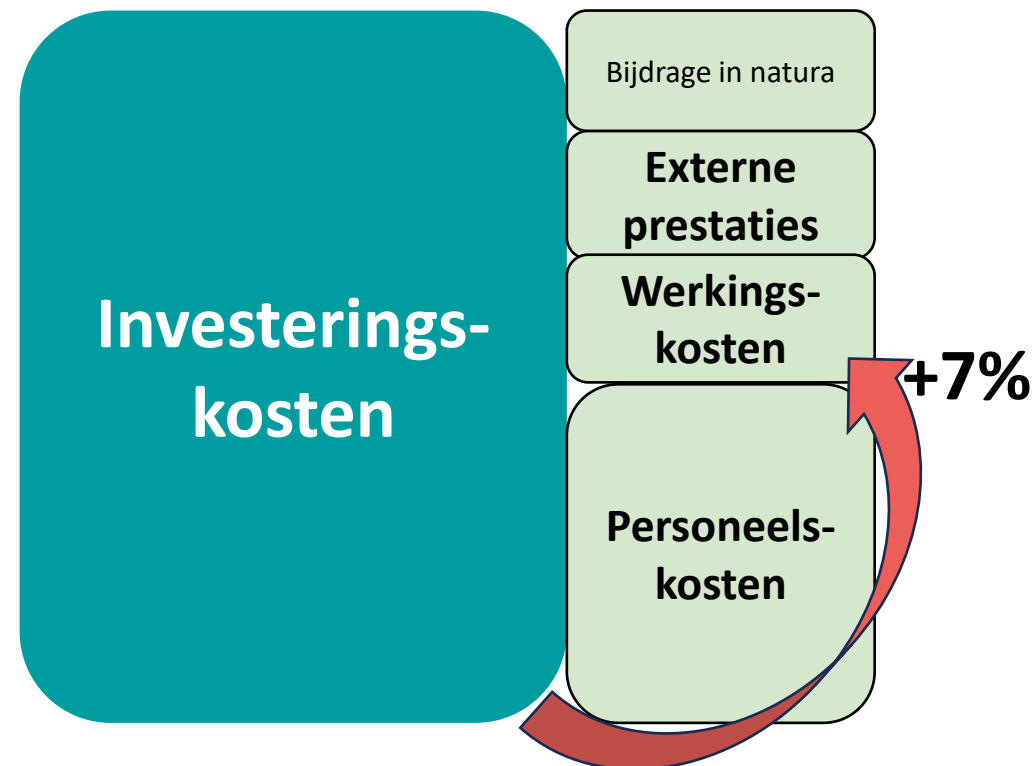 Investerings-
kosten
Bijdrage in natura
Externe
prestaties
Werkings-
kosten
+7%
Personeels-
kosten